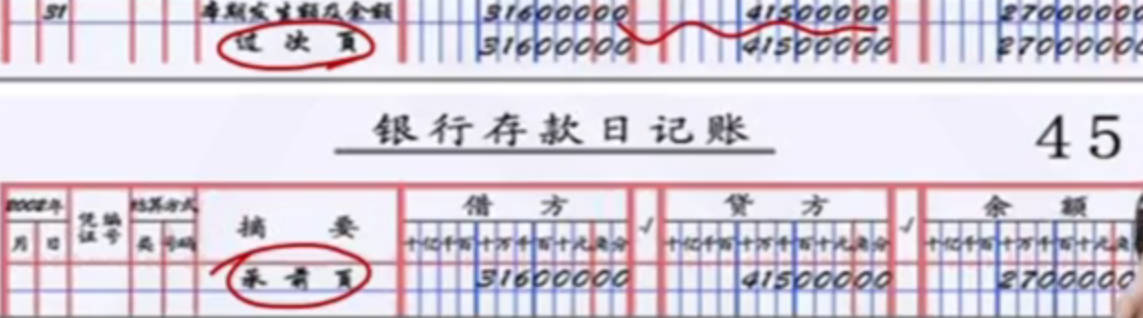 31 本期发生额及余额 31600000 41500000 27000000
过次页 31600000 41500000 27000000
银行存款日记账 45
2002年 凭证 编号 结算方式 摘要 借方 √ 贷方 √ 余额
月 日 类 号码 十亿千百十万千百十元角分 十亿千百十万千百十元角分 十亿千百十万千百十元角
承前页 31600000 41500000 2700000